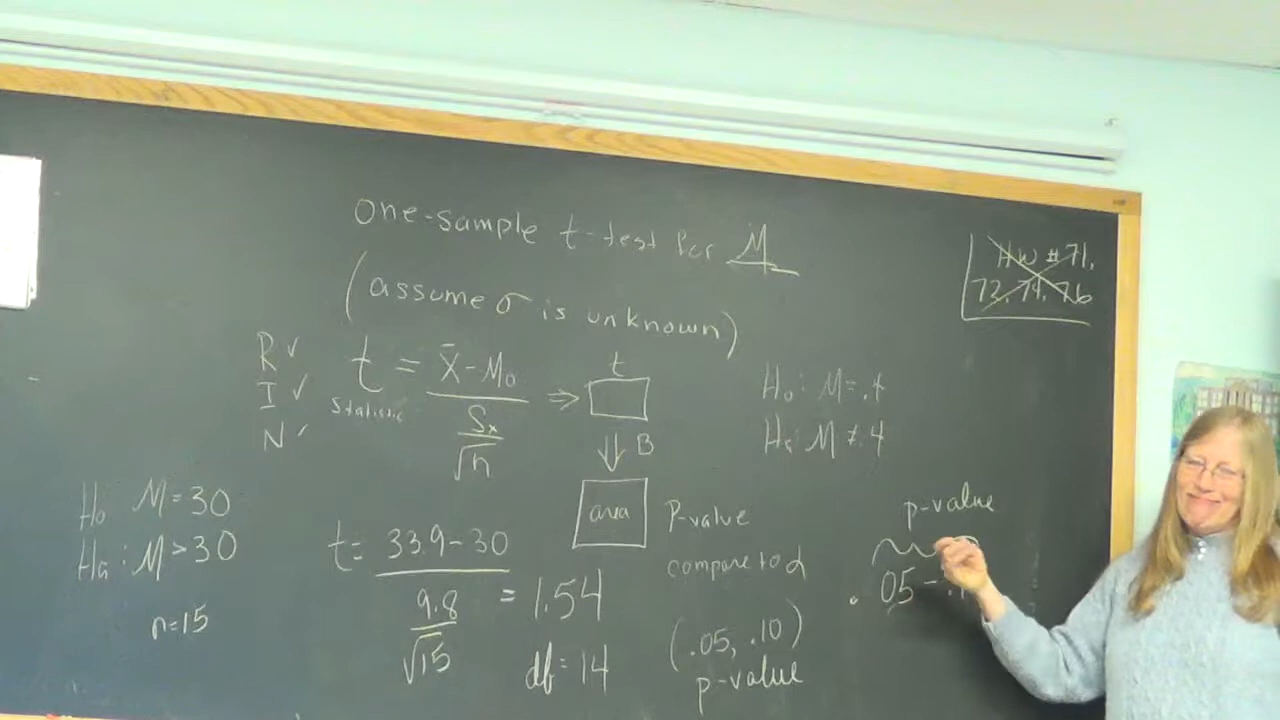 one-sample t-test for M
(assume σ is unknown)
HW #71,
72, 74, 76
R ✓
I ✓
N ✓
t = x̄ - M₀ / Sx/√n ⇒ t
Statistic
⇓ B
area
P-value
compare to α
(.05, .10)
p-value
H₀: M = .4
Ha: M ≠ .4
H₀ M = 30
Ha: M > 30
n=15
t = 33.9 - 30 / 9.8/√15 = 1.54
df = 14
p-value
.05 - .1